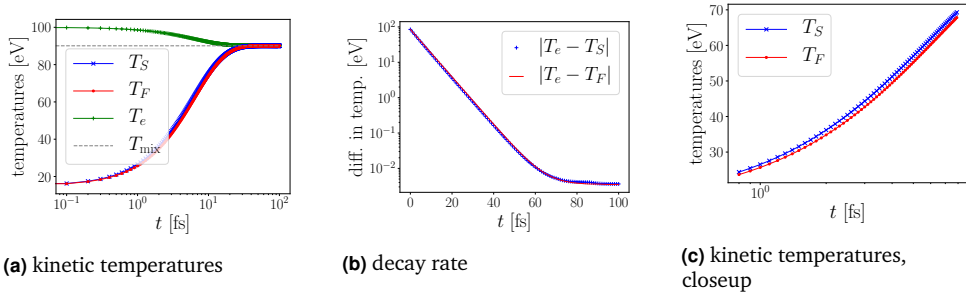 temperatures [eV]
100
80
60
40
20
T_S
T_F
T_e
T_mix
10^{-1}
10^0
10^1
10^2
t [fs]
(a) kinetic temperatures
diff. in temp. [eV]
10^1
10^0
10^{-1}
10^{-2}
|T_e − T_S|
|T_e − T_F|
0
20
40
60
80
100
t [fs]
(b) decay rate
temperatures [eV]
70
60
50
40
30
T_S
T_F
10^0
t [fs]
(c) kinetic temperatures,
closeup